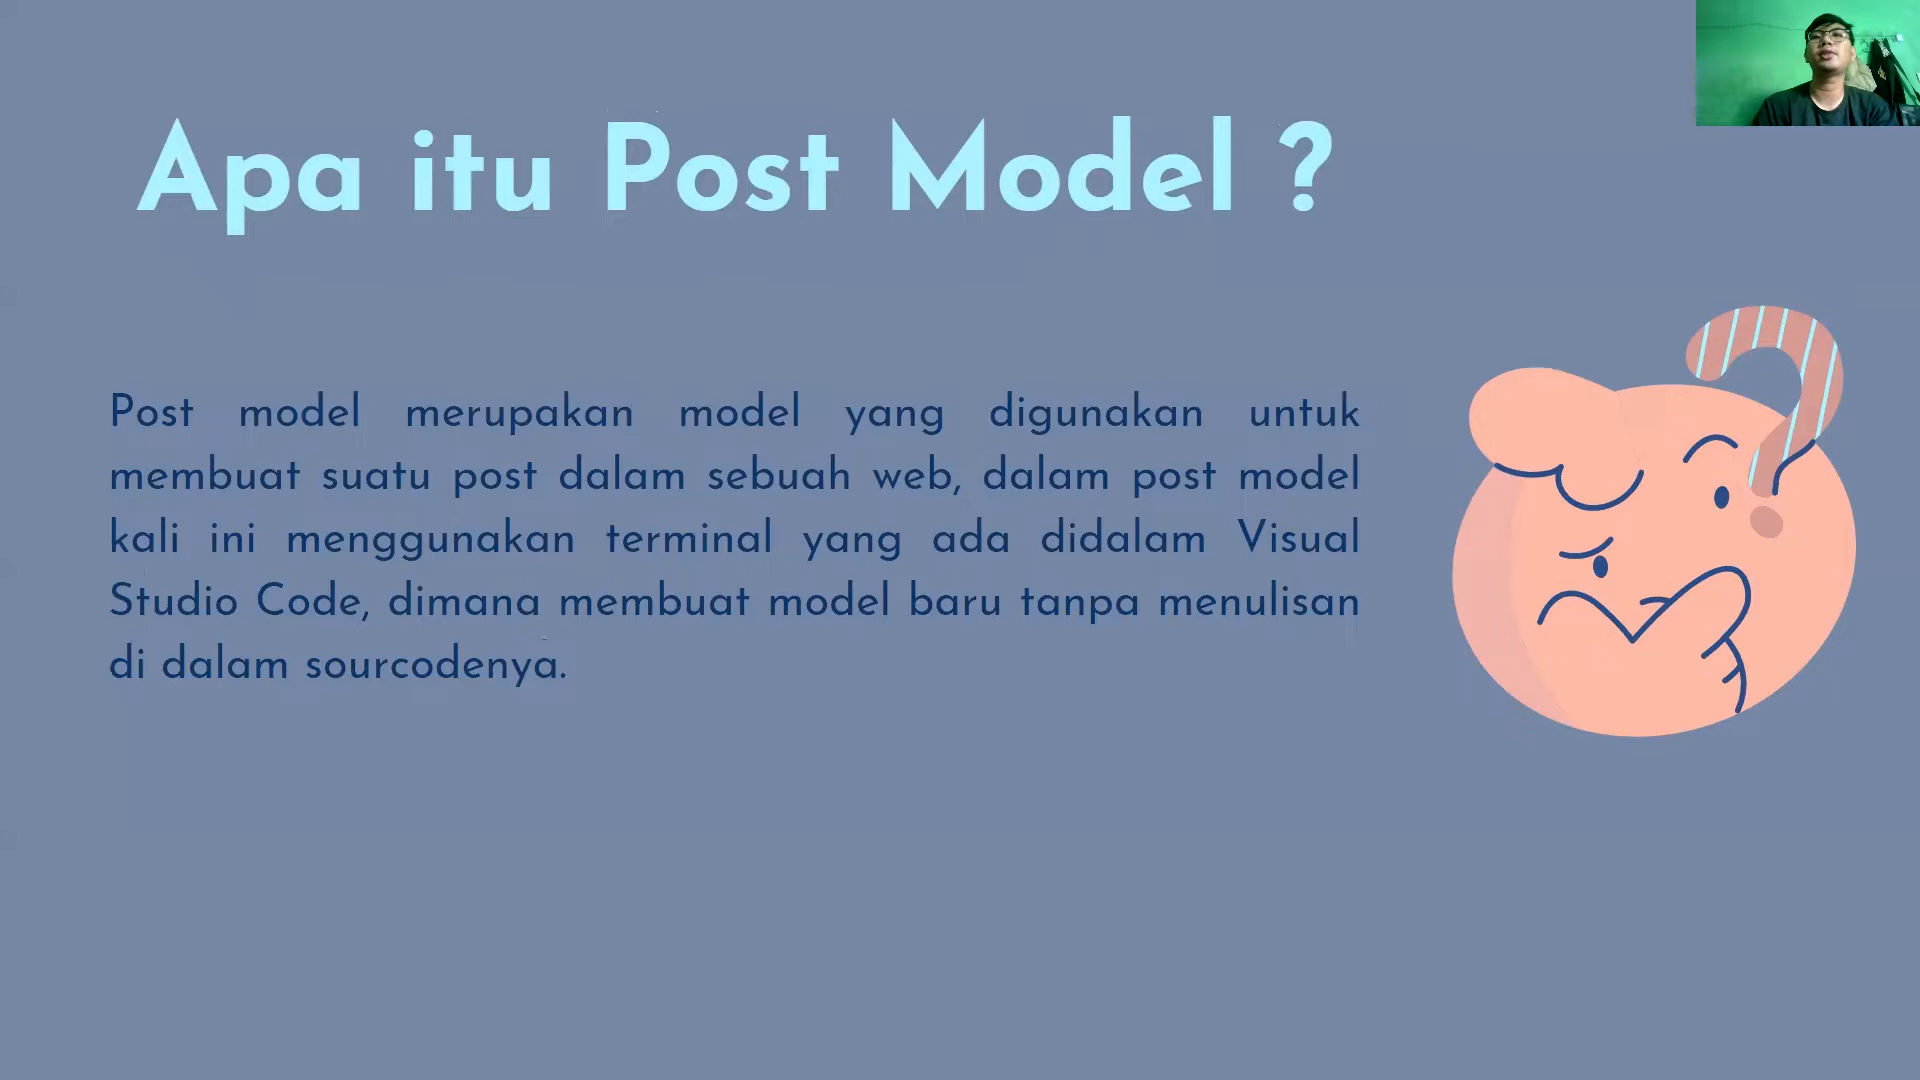 Apa itu Post Model ?
Post model merupakan model yang digunakan untuk
membuat suatu post dalam sebuah web, dalam post model
kali ini menggunakan terminal yang ada didalam Visual
Studio Code, dimana membuat model baru tanpa menulisan
di dalam sourcodenya.